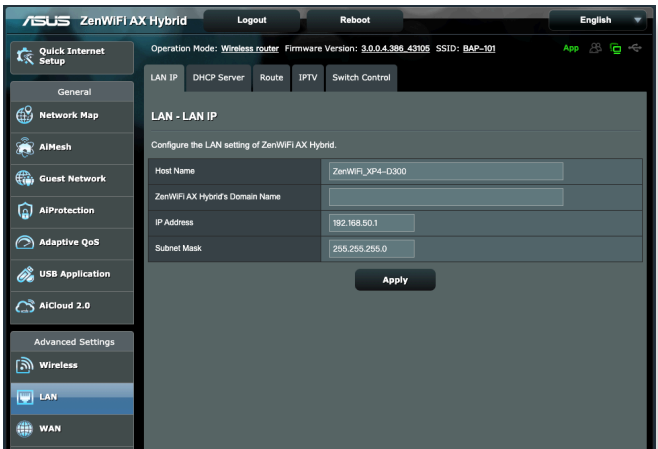 ASUS ZenWiFi AX Hybrid Logout Reboot English
Quick Internet Setup
Operation Mode: Wireless router Firmware Version: 3.0.0.4.386_43105 SSID: BAP-101 App
General
Network Map
AiMesh
Guest Network
AiProtection
Adaptive QoS
USB Application
AiCloud 2.0
Advanced Settings
Wireless
LAN
WAN
LAN IP DHCP Server Route IPTV Switch Control
LAN - LAN IP
Configure the LAN setting of ZenWiFi AX Hybrid.
Host Name ZenWiFi_XP4-D300
ZenWiFi AX Hybrid's Domain Name
IP Address 192.168.50.1
Subnet Mask 255.255.255.0
Apply